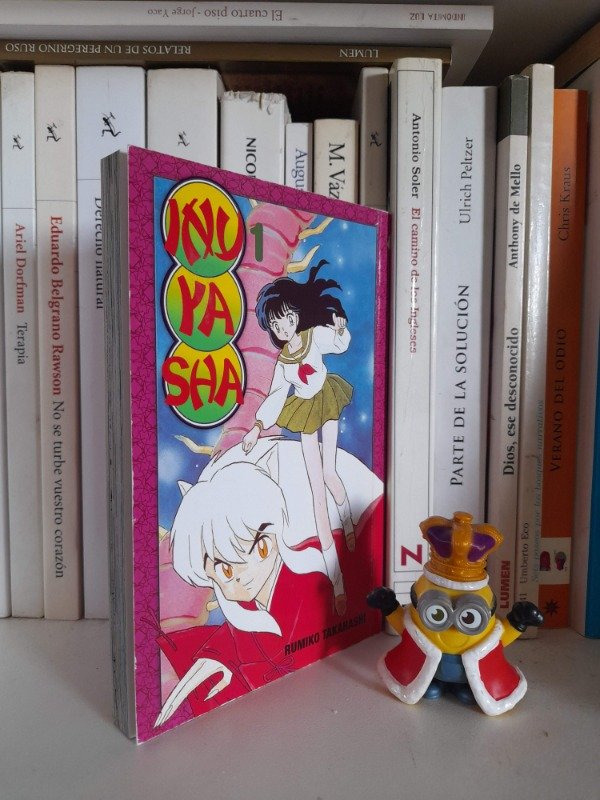 El cuarto piso - Jorge Yaco
INDÓMITA LUZ
RELATOS DE UN PEREGRINO RUSO
LUMEN
Ariel Dorfman Terapia
Eduardo Belgrano Rawson No se turbe vuestro corazón
Derecho natural
NICO
Augu
M. Váz
Antonio Soler El camino de los Ingleses
Ulrich Peltzer
PARTE DE LA SOLUCIÓN
Anthony de Mello
Dios, ese desconocido
LUMEN
Umberto Eco
Chris Kraus
VERANO DEL ODIO
INU
YA
SHA
1
RUMIKO TAKAHASHI